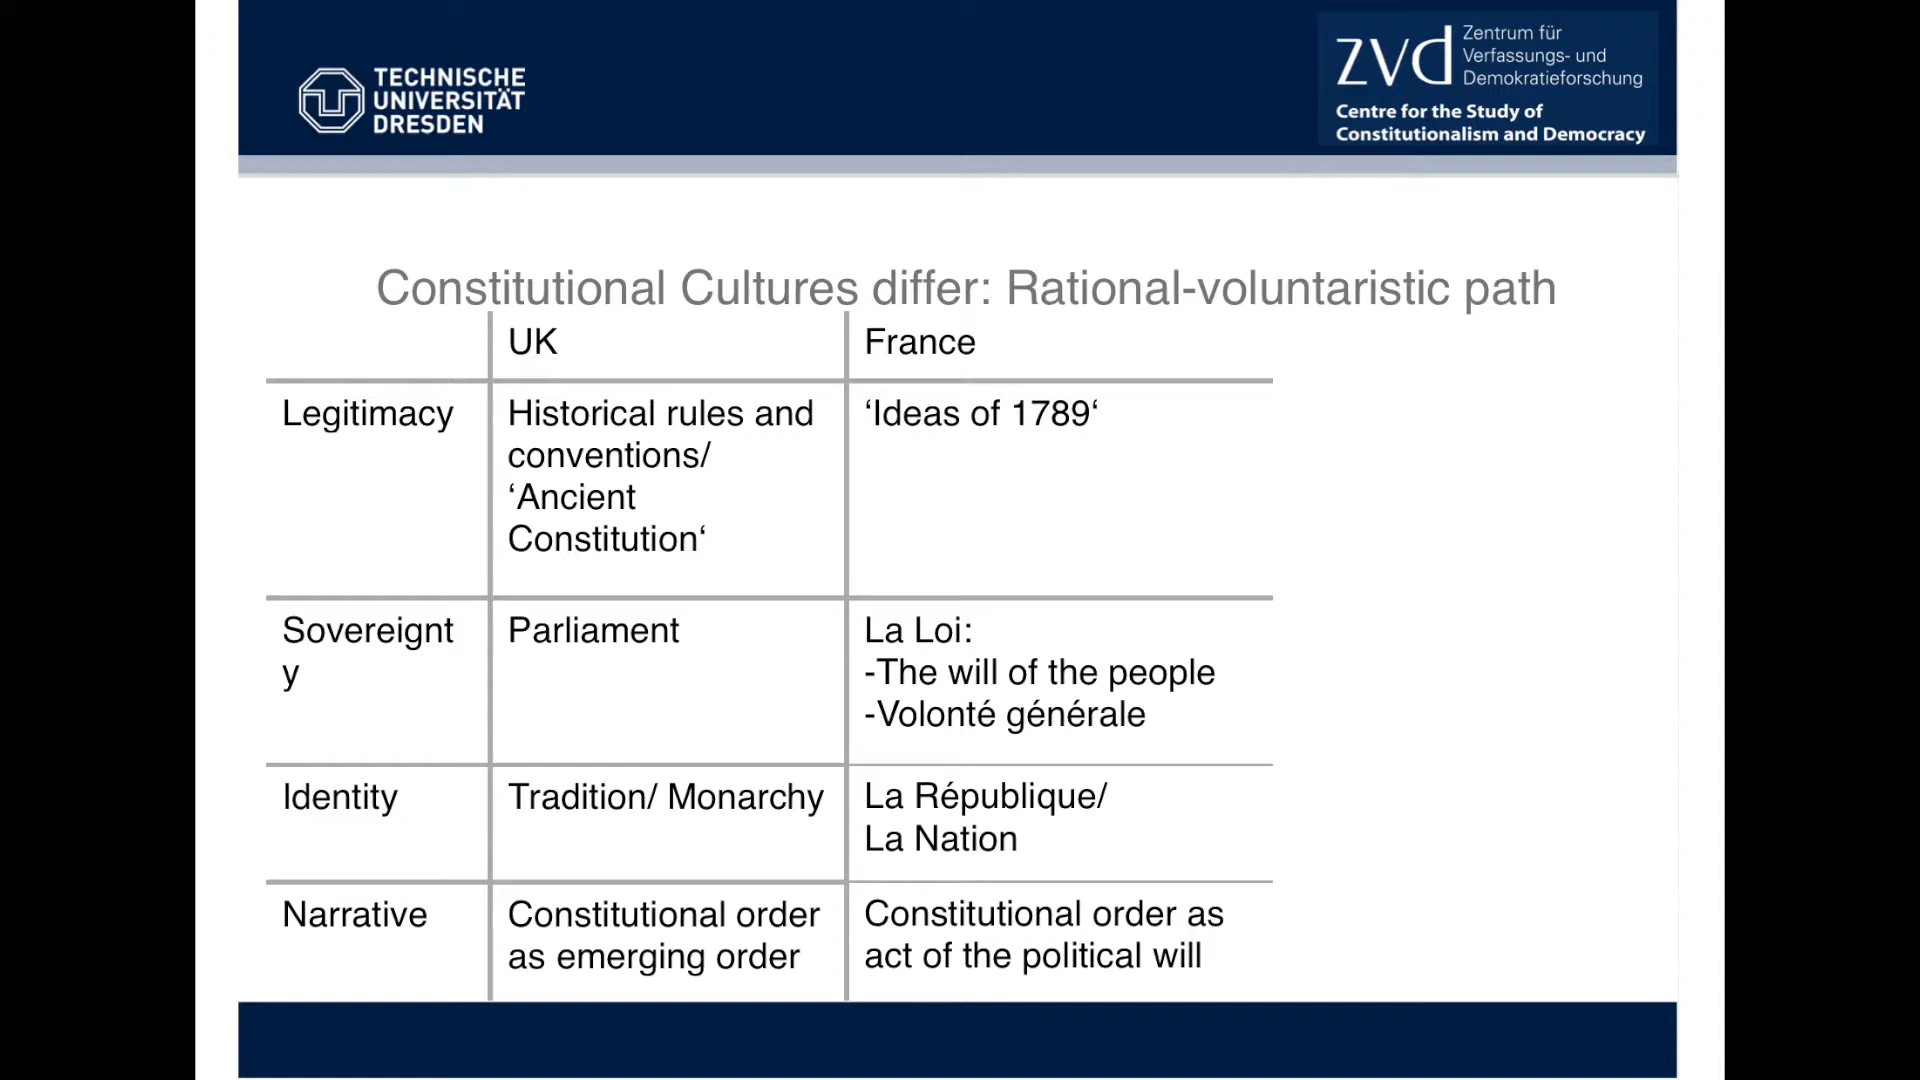 TECHNISCHE
UNIVERSITÄT
DRESDEN
zvd
Zentrum für
Verfassungs- und
Demokratieforschung
Centre for the Study of
Constitutionalism and Democracy
Constitutional Cultures differ: Rational-voluntaristic path
UK
France
Legitimacy
Historical rules and
conventions/
‘Ancient
Constitution‘
‘Ideas of 1789‘
Sovereignt
y
Parliament
La Loi:
-The will of the people
-Volonté générale
Identity
Tradition/ Monarchy
La République/
La Nation
Narrative
Constitutional order
as emerging order
Constitutional order as
act of the political will